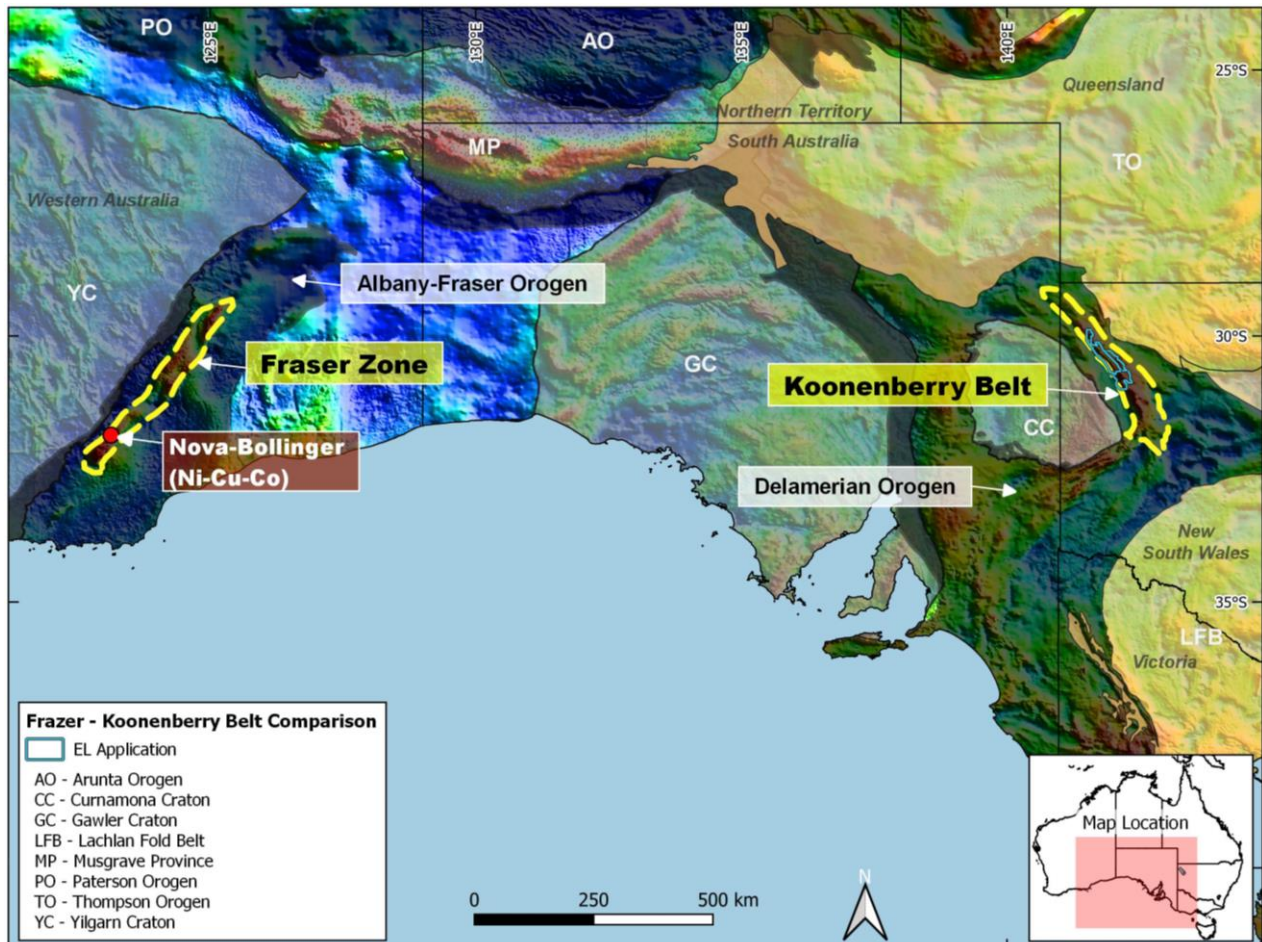 PO
125°E
130°E
AO
135°E
140°E
25°S
Queensland
Northern Territory
South Australia
MP
TO
Western Australia
YC
Albany-Fraser Orogen
30°S
Fraser Zone
GC
Koonenberry Belt
CC
Nova-Bollinger
(Ni-Cu-Co)
Delamerian Orogen
New
South Wales
35°S
LFB
Victoria
Frazer - Koonenberry Belt Comparison
EL Application
AO - Arunta Orogen
CC - Curnamona Craton
GC - Gawler Craton
LFB - Lachlan Fold Belt
MP - Musgrave Province
PO - Paterson Orogen
TO - Thompson Orogen
YC - Yilgarn Craton
0 250 500 km
N
Map Location